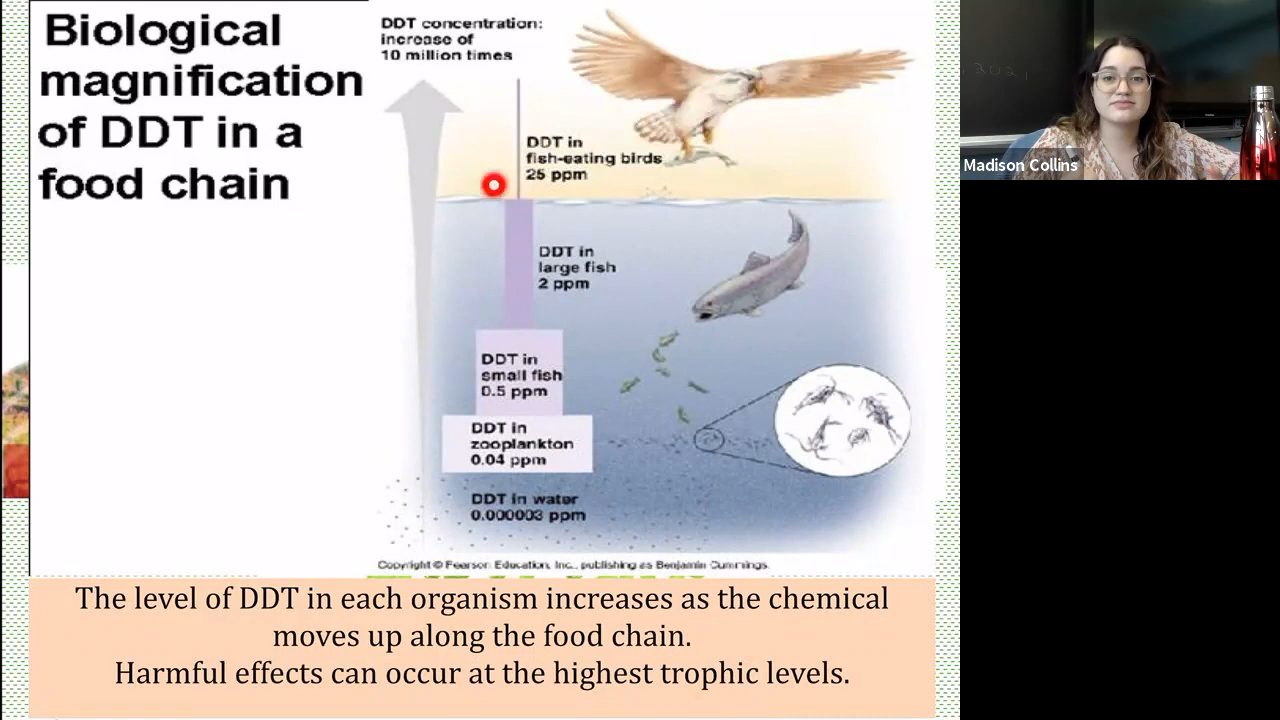 Biological
magnification
of DDT in a
food chain
DDT concentration:
increase of
10 million times
DDT in
fish-eating birds
25 ppm
DDT in
large fish
2 ppm
DDT in
small fish
0.5 ppm
DDT in
zooplankton
0.04 ppm
DDT in water
0.000003 ppm
Copyright © Pearson Education, Inc., publishing as Benjamin Cummings.
The level of DDT in each organism increases as the chemical
moves up along the food chain.
Harmful effects can occur at the highest trophic levels.
2021
Madison Collins